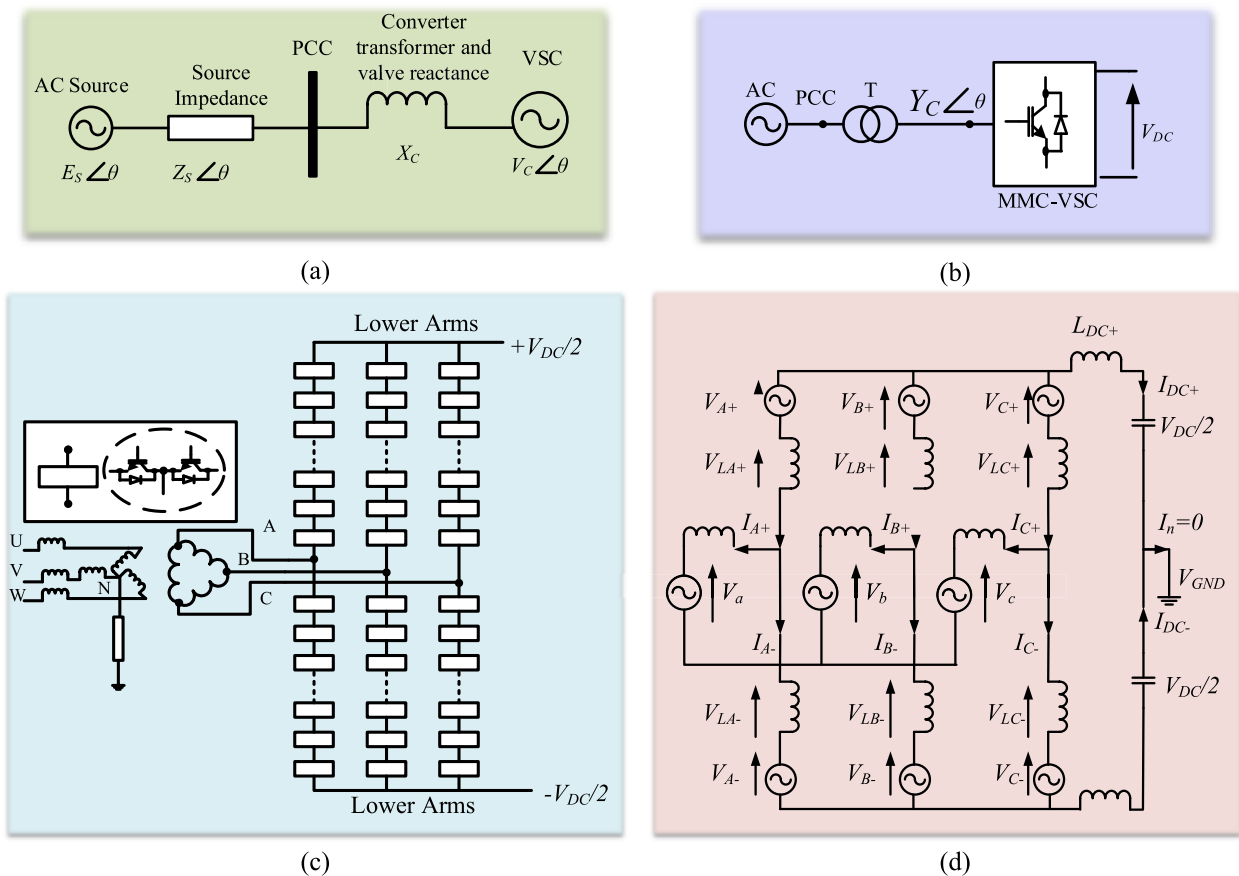 Converter
transformer and
valve reactance
PCC
VSC
Source
Impedance
AC Source
E_S∠θ
Z_S∠θ
X_C
V_C∠θ
(a)
AC
PCC
T
Y_C∠θ
V_DC
MMC-VSC
(b)
Lower Arms
+V_DC/2
A
U
V
W
N
B
C
Lower Arms
-V_DC/2
(c)
L_DC+
I_DC+
V_A+
V_B+
V_C+
V_DC/2
V_LA+
V_LB+
V_LC+
I_A+
I_B+
I_C+
I_n=0
V_a
V_b
V_c
V_GND
I_DC-
I_A-
I_B-
I_C-
V_DC/2
V_LA-
V_LB-
V_LC-
V_A-
V_B-
V_C-
(d)